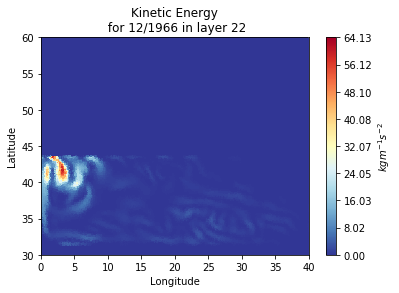 Kinetic Energy
for 12/1966 in layer 22
60
55
50
45
40
35
30
Latitude
0 5 10 15 20 25 30 35 40
Longitude
64.13
56.12
48.10
40.08
32.07
24.05
16.03
8.02
0.00
kgm⁻¹s⁻²